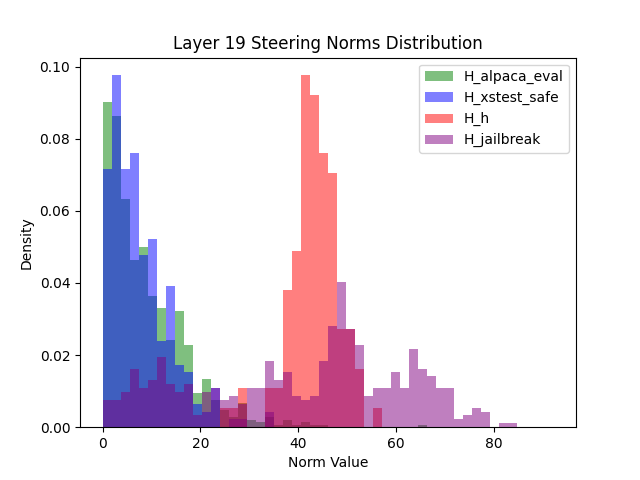 Layer 19 Steering Norms Distribution
H_alpaca_eval
H_xstest_safe
H_h
H_jailbreak
Density
0.10
0.08
0.06
0.04
0.02
0.00
0
20
40
60
80
Norm Value